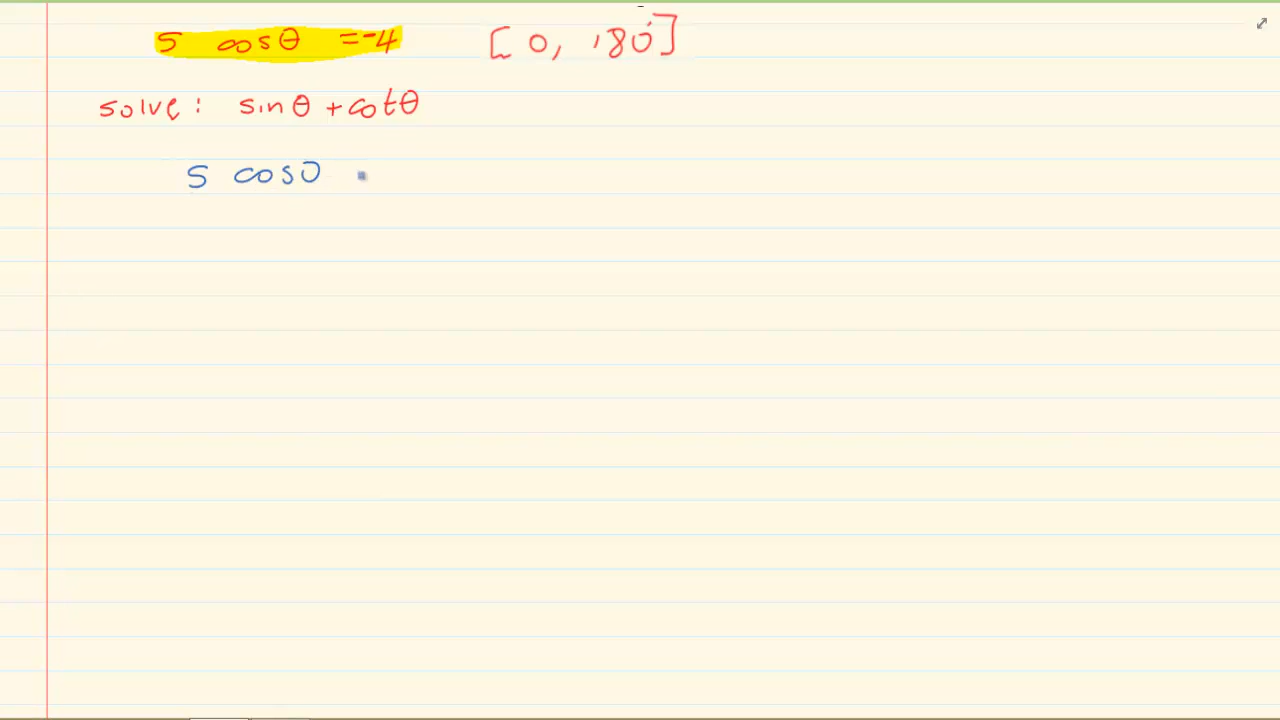 5 cosθ =-4 [0, 180°]
solve: sinθ + cotθ
5 cosθ